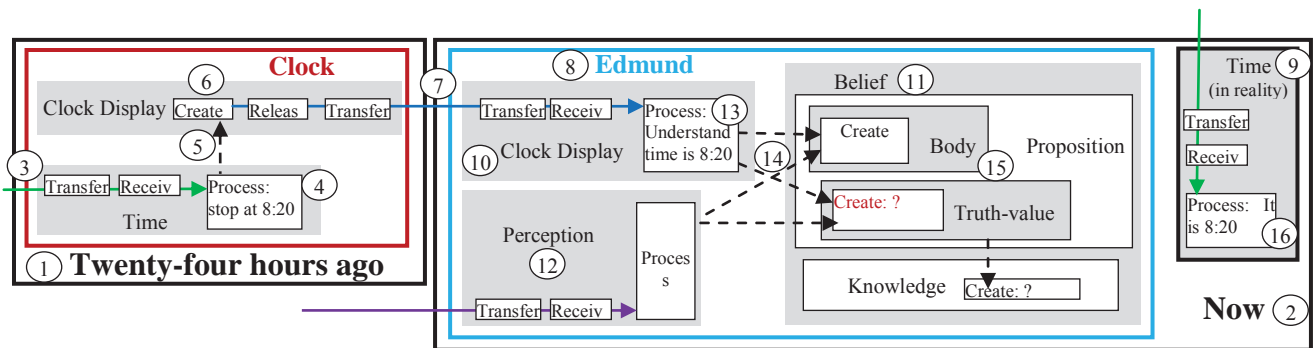 6
Clock
Clock Display
Create
Releas
Transfer
5
3
Transfer
Receiv
Process:
stop at 8:20
4
Time
1
Twenty-four hours ago
7
8
Edmund
Transfer
Receiv
Process:
Understand
time is 8:20
13
10
Clock Display
14
Perception
12
Proces
s
Transfer
Receiv
Belief
11
Create
Body
15
Proposition
Create: ?
Truth-value
Knowledge
Create: ?
Time
9
(in reality)
Transfer
Receiv
Process: It
is 8:20
16
Now
2